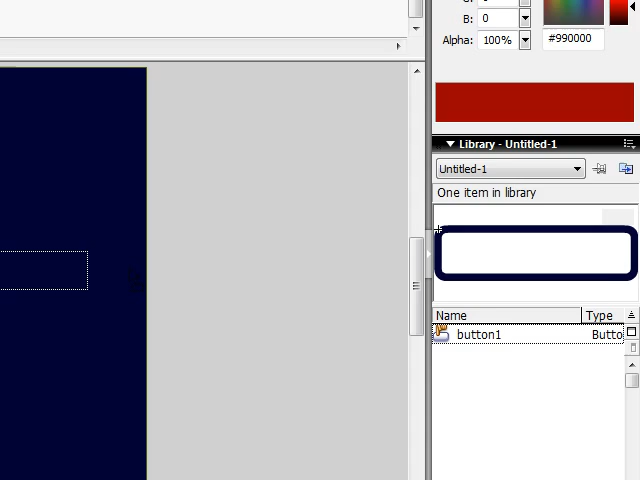 B: 0
Alpha: 100% #990000
Library - Untitled-1
Untitled-1
One item in library
Name Type
button1 Butto